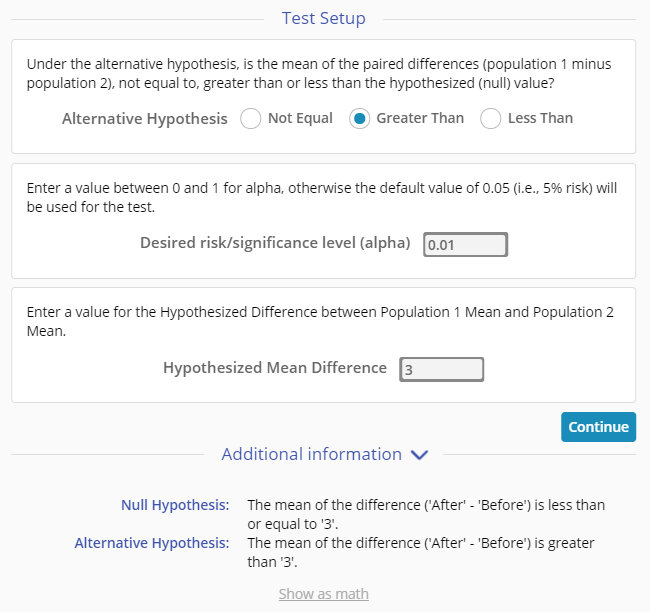 Test Setup
Under the alternative hypothesis, is the mean of the paired differences (population 1 minus
population 2), not equal to, greater than or less than the hypothesized (null) value?
Alternative Hypothesis Not Equal Greater Than Less Than
Enter a value between 0 and 1 for alpha, otherwise the default value of 0.05 (i.e., 5% risk) will
be used for the test.
Desired risk/significance level (alpha) 0.01
Enter a value for the Hypothesized Difference between Population 1 Mean and Population 2
Mean.
Hypothesized Mean Difference 3
Continue
Additional information
Null Hypothesis: The mean of the difference ('After' - 'Before') is less than
or equal to '3'.
Alternative Hypothesis: The mean of the difference ('After' - 'Before') is greater
than '3'.
Show as math